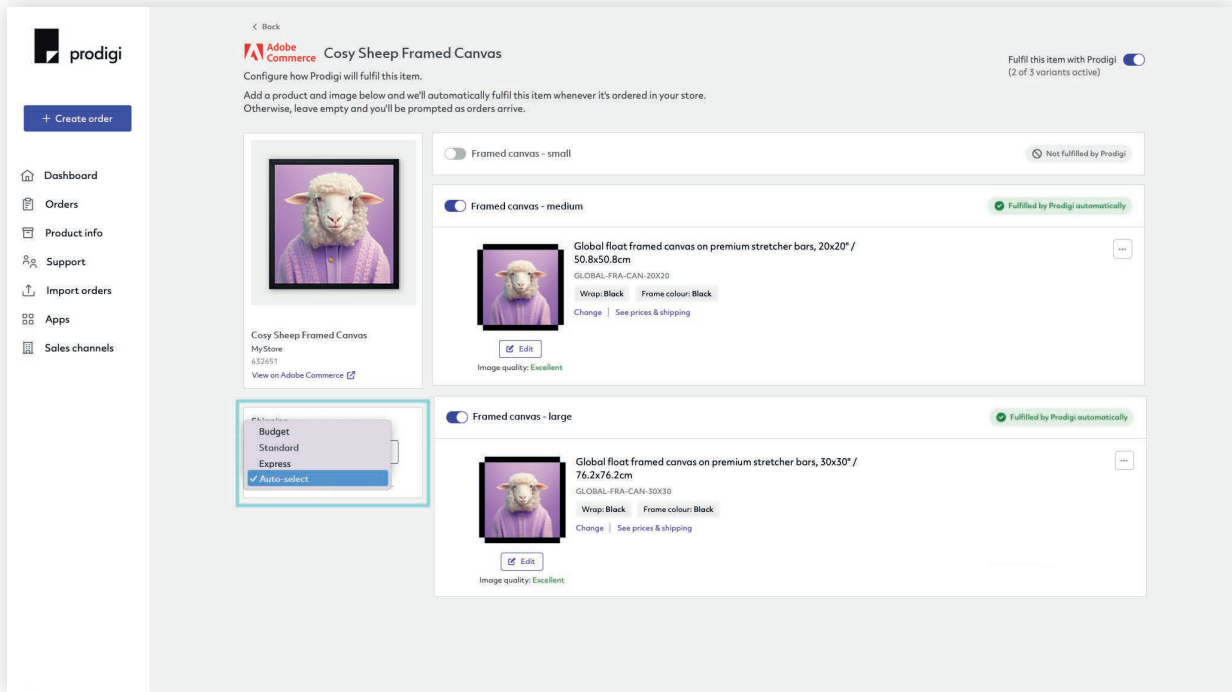 prodigi
+ Create order
Dashboard
Orders
Product info
Support
Import orders
Apps
Sales channels
Back
Adobe Commerce Cosy Sheep Framed Canvas
Configure how Prodigi will fulfil this item.
Add a product and image below and we'll automatically fulfil this item whenever it's ordered in your store.
Otherwise, leave empty and you'll be prompted as orders arrive.
Fulfil this item with Prodigi
(2 of 3 variants active)
Cosy Sheep Framed Canvas
MyStore
632651
View on Adobe Commerce
Shipping
Budget
Standard
Express
Auto-select
Framed canvas - small
Not fulfilled by Prodigi
Framed canvas - medium
Fulfilled by Prodigi automatically
Global float framed canvas on premium stretcher bars, 20x20" /
50.8x50.8cm
GLOBAL-FRA-CAN-20X20
Wrap: Black Frame colour: Black
Change | See prices & shipping
Edit
Image quality: Excellent
Framed canvas - large
Fulfilled by Prodigi automatically
Global float framed canvas on premium stretcher bars, 30x30" /
76.2x76.2cm
GLOBAL-FRA-CAN-30X30
Wrap: Black Frame colour: Black
Change | See prices & shipping
Edit
Image quality: Excellent